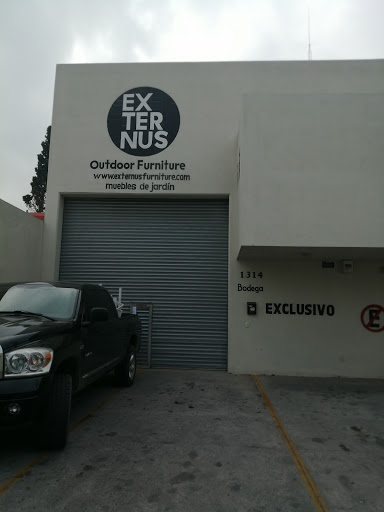 EX
TER
NUS
Outdoor Furniture
www.externusfurniture.com
muebles de jardín
1314
Bodega
EXCLUSIVO
E